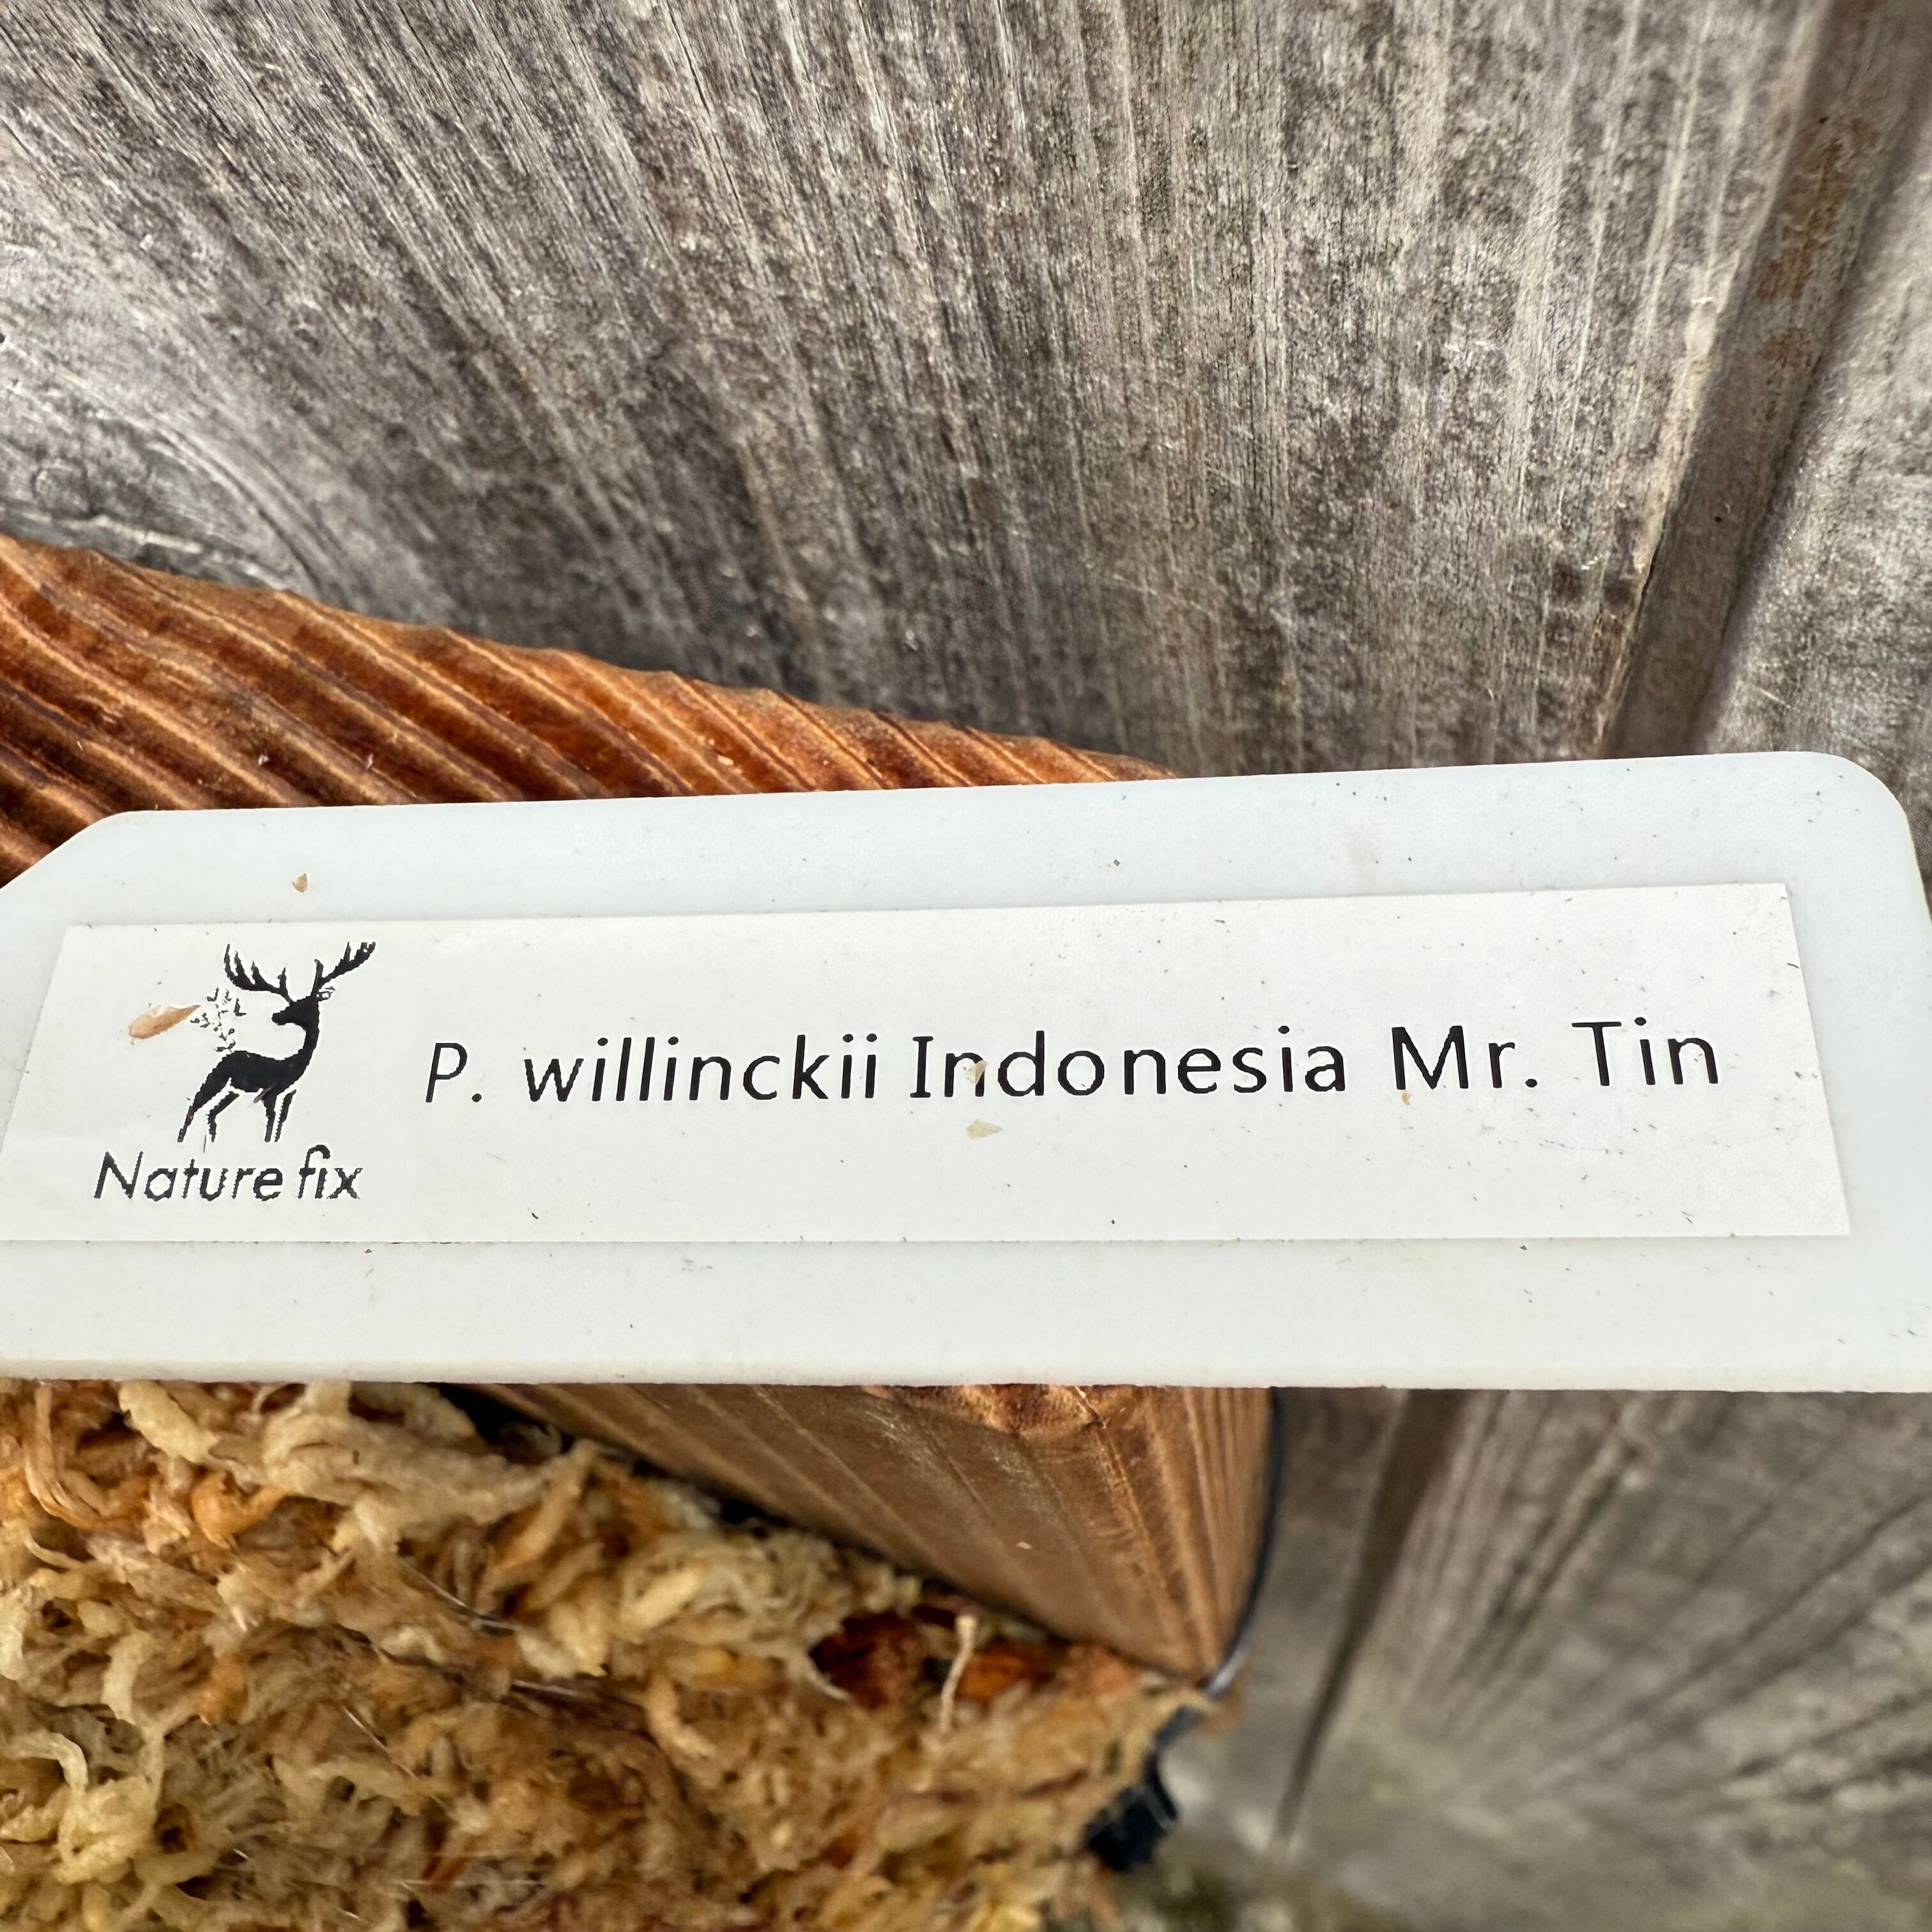 P. willinckii Indonesia Mr. Tin
Nature fix